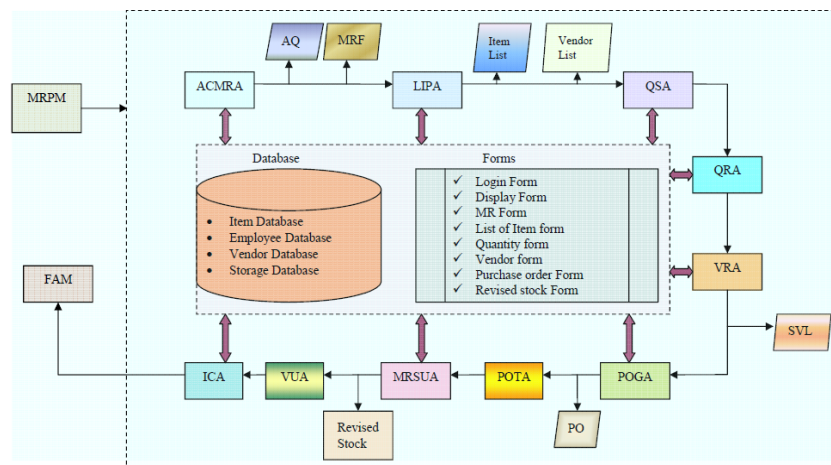 AQ
MRF
Item
List
Vendor
List
MRPM
ACMRA
LIPA
QSA
Database
Forms
Item Database
Employee Database
Vendor Database
Storage Database
✓ Login Form
✓ Display Form
✓ MR Form
✓ List of Item form
✓ Quantity form
✓ Vendor form
✓ Purchase order Form
✓ Revised stock Form
QRA
VRA
FAM
SVL
ICA
VUA
MRSUA
POTA
POGA
Revised
Stock
PO